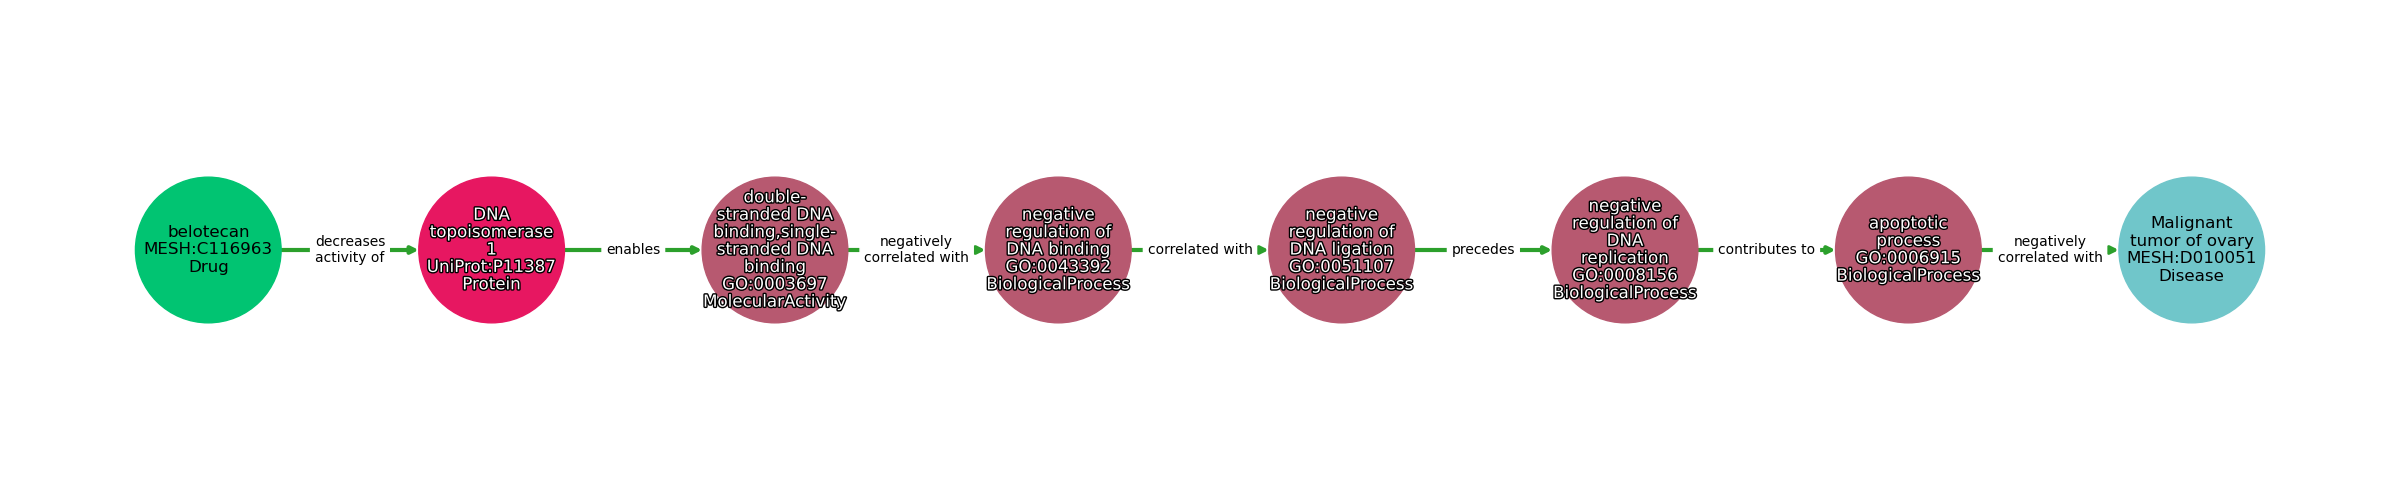 belotecan
MESH:C116963
Drug
decreases
activity of
DNA
topoisomerase
1
UniProt:P11387
Protein
enables
double-
stranded DNA
binding,single-
stranded DNA
binding
GO:0003697
MolecularActivity
negatively
correlated with
negative
regulation of
DNA binding
GO:0043392
BiologicalProcess
correlated with
negative
regulation of
DNA ligation
GO:0051107
BiologicalProcess
precedes
negative
regulation of
DNA
replication
GO:0008156
BiologicalProcess
contributes to
apoptotic
process
GO:0006915
BiologicalProcess
negatively
correlated with
Malignant
tumor of ovary
MESH:D010051
Disease